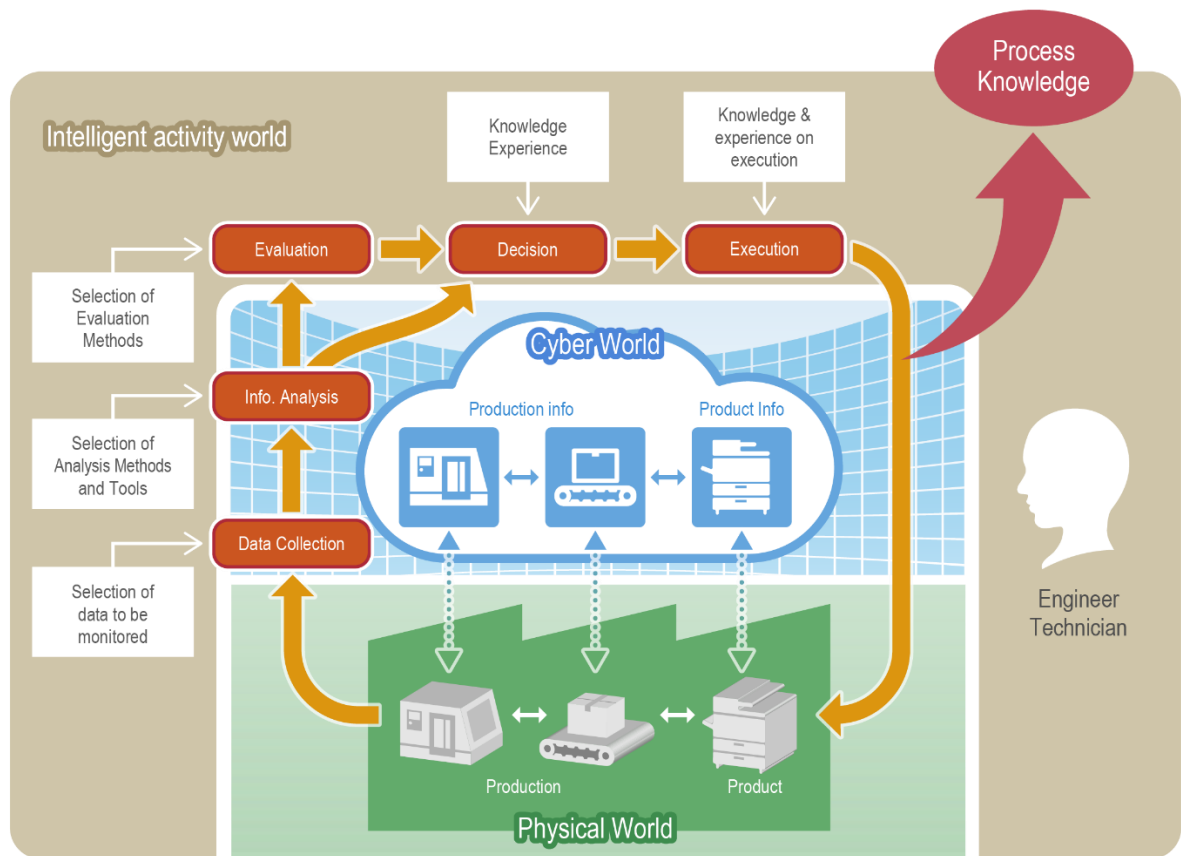 Process
Knowledge
Intelligent activity world
Knowledge
Experience
Knowledge &
experience on
execution
Evaluation
Decision
Execution
Selection of
Evaluation
Methods
Cyber World
Info. Analysis
Production info
Product Info
Selection of
Analysis Methods
and Tools
Data Collection
Selection of
data to be
monitored
Engineer
Technician
Production
Product
Physical World